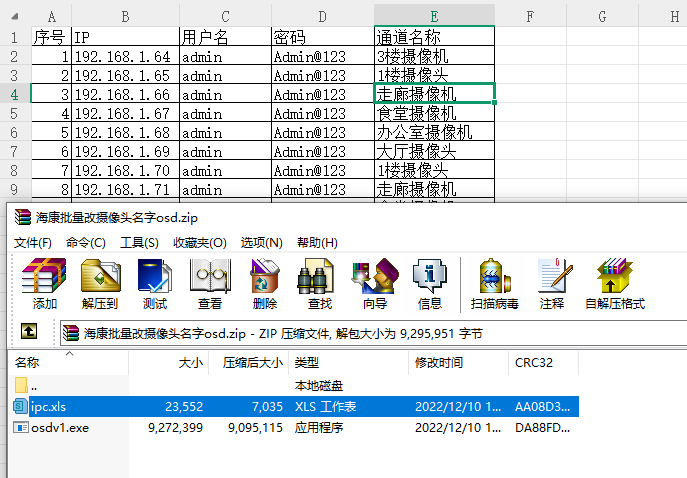 A B C D E F G H
1 序号 IP 用户名 密码 通道名称
2 1 192.168.1.64 admin Admin@123 3楼摄像机
3 2 192.168.1.65 admin Admin@123 1楼摄像头
4 3 192.168.1.66 admin Admin@123 走廊摄像机
5 4 192.168.1.67 admin Admin@123 食堂摄像机
6 5 192.168.1.68 admin Admin@123 办公室摄像机
7 6 192.168.1.69 admin Admin@123 大厅摄像头
8 7 192.168.1.70 admin Admin@123 1楼摄像头
9 8 192.168.1.71 admin Admin@123 走廊摄像机
海康批量改摄像头名字osd.zip
文件(F) 命令(C) 工具(S) 收藏夹(O) 选项(N) 帮助(H)
添加 解压到 测试 查看 删除 查找 向导 信息 扫描病毒 注释 自解压格式
海康批量改摄像头名字osd.zip - ZIP 压缩文件, 解包大小为 9,295,951 字节
名称 大小 压缩后大小 类型 修改时间 CRC32
.. 本地磁盘
ipc.xls 23,552 7,035 XLS 工作表 2022/12/10 1... AA08D3...
osdv1.exe 9,272,399 9,095,115 应用程序 2022/12/10 1... DA88FD...